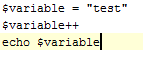 $variable = "test"
$variable++
echo $variable